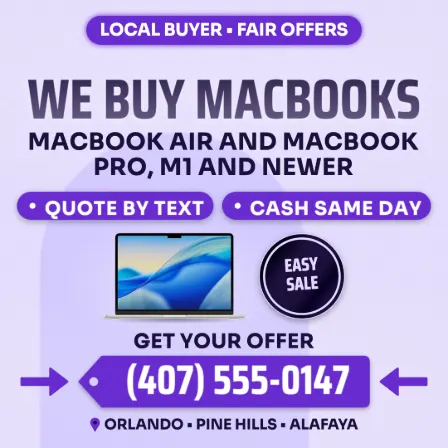 LOCAL BUYER • FAIR OFFERS
WE BUY MACBOOKS
MACBOOK AIR AND MACBOOK
PRO, M1 AND NEWER
• QUOTE BY TEXT
• CASH SAME DAY
EASY
SALE
GET YOUR OFFER
(407) 555-0147
ORLANDO • PINE HILLS • ALAFAYA